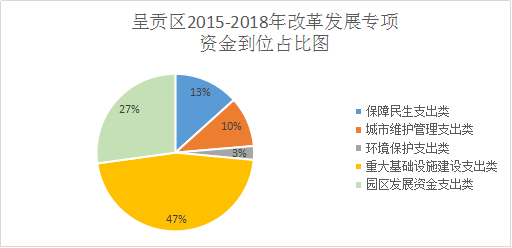 呈贡区2015-2018年改革发展专项
资金到位占比图
13%
10%
3%
47%
27%
保障民生支出类
城市维护管理支出类
环境保护支出类
重大基础设施建设支出类
园区发展资金支出类